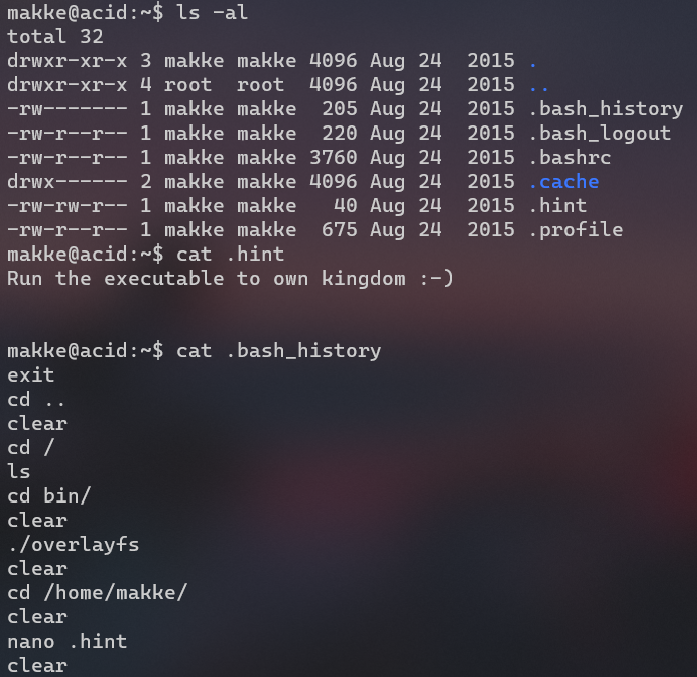 makke@acid:~$ ls -al
total 32
drwxr-xr-x 3 makke makke 4096 Aug 24  2015 .
drwxr-xr-x 4 root  root  4096 Aug 24  2015 ..
-rw------- 1 makke makke  205 Aug 24  2015 .bash_history
-rw-r--r-- 1 makke makke  220 Aug 24  2015 .bash_logout
-rw-r--r-- 1 makke makke 3760 Aug 24  2015 .bashrc
drwx------ 2 makke makke 4096 Aug 24  2015 .cache
-rw-rw-r-- 1 makke makke   40 Aug 24  2015 .hint
-rw-r--r-- 1 makke makke  675 Aug 24  2015 .profile
makke@acid:~$ cat .hint
Run the executable to own kingdom :-)
makke@acid:~$ cat .bash_history
exit
cd ..
clear
cd /
ls
cd bin/
clear
./overlayfs
clear
cd /home/makke/
clear
nano .hint
clear